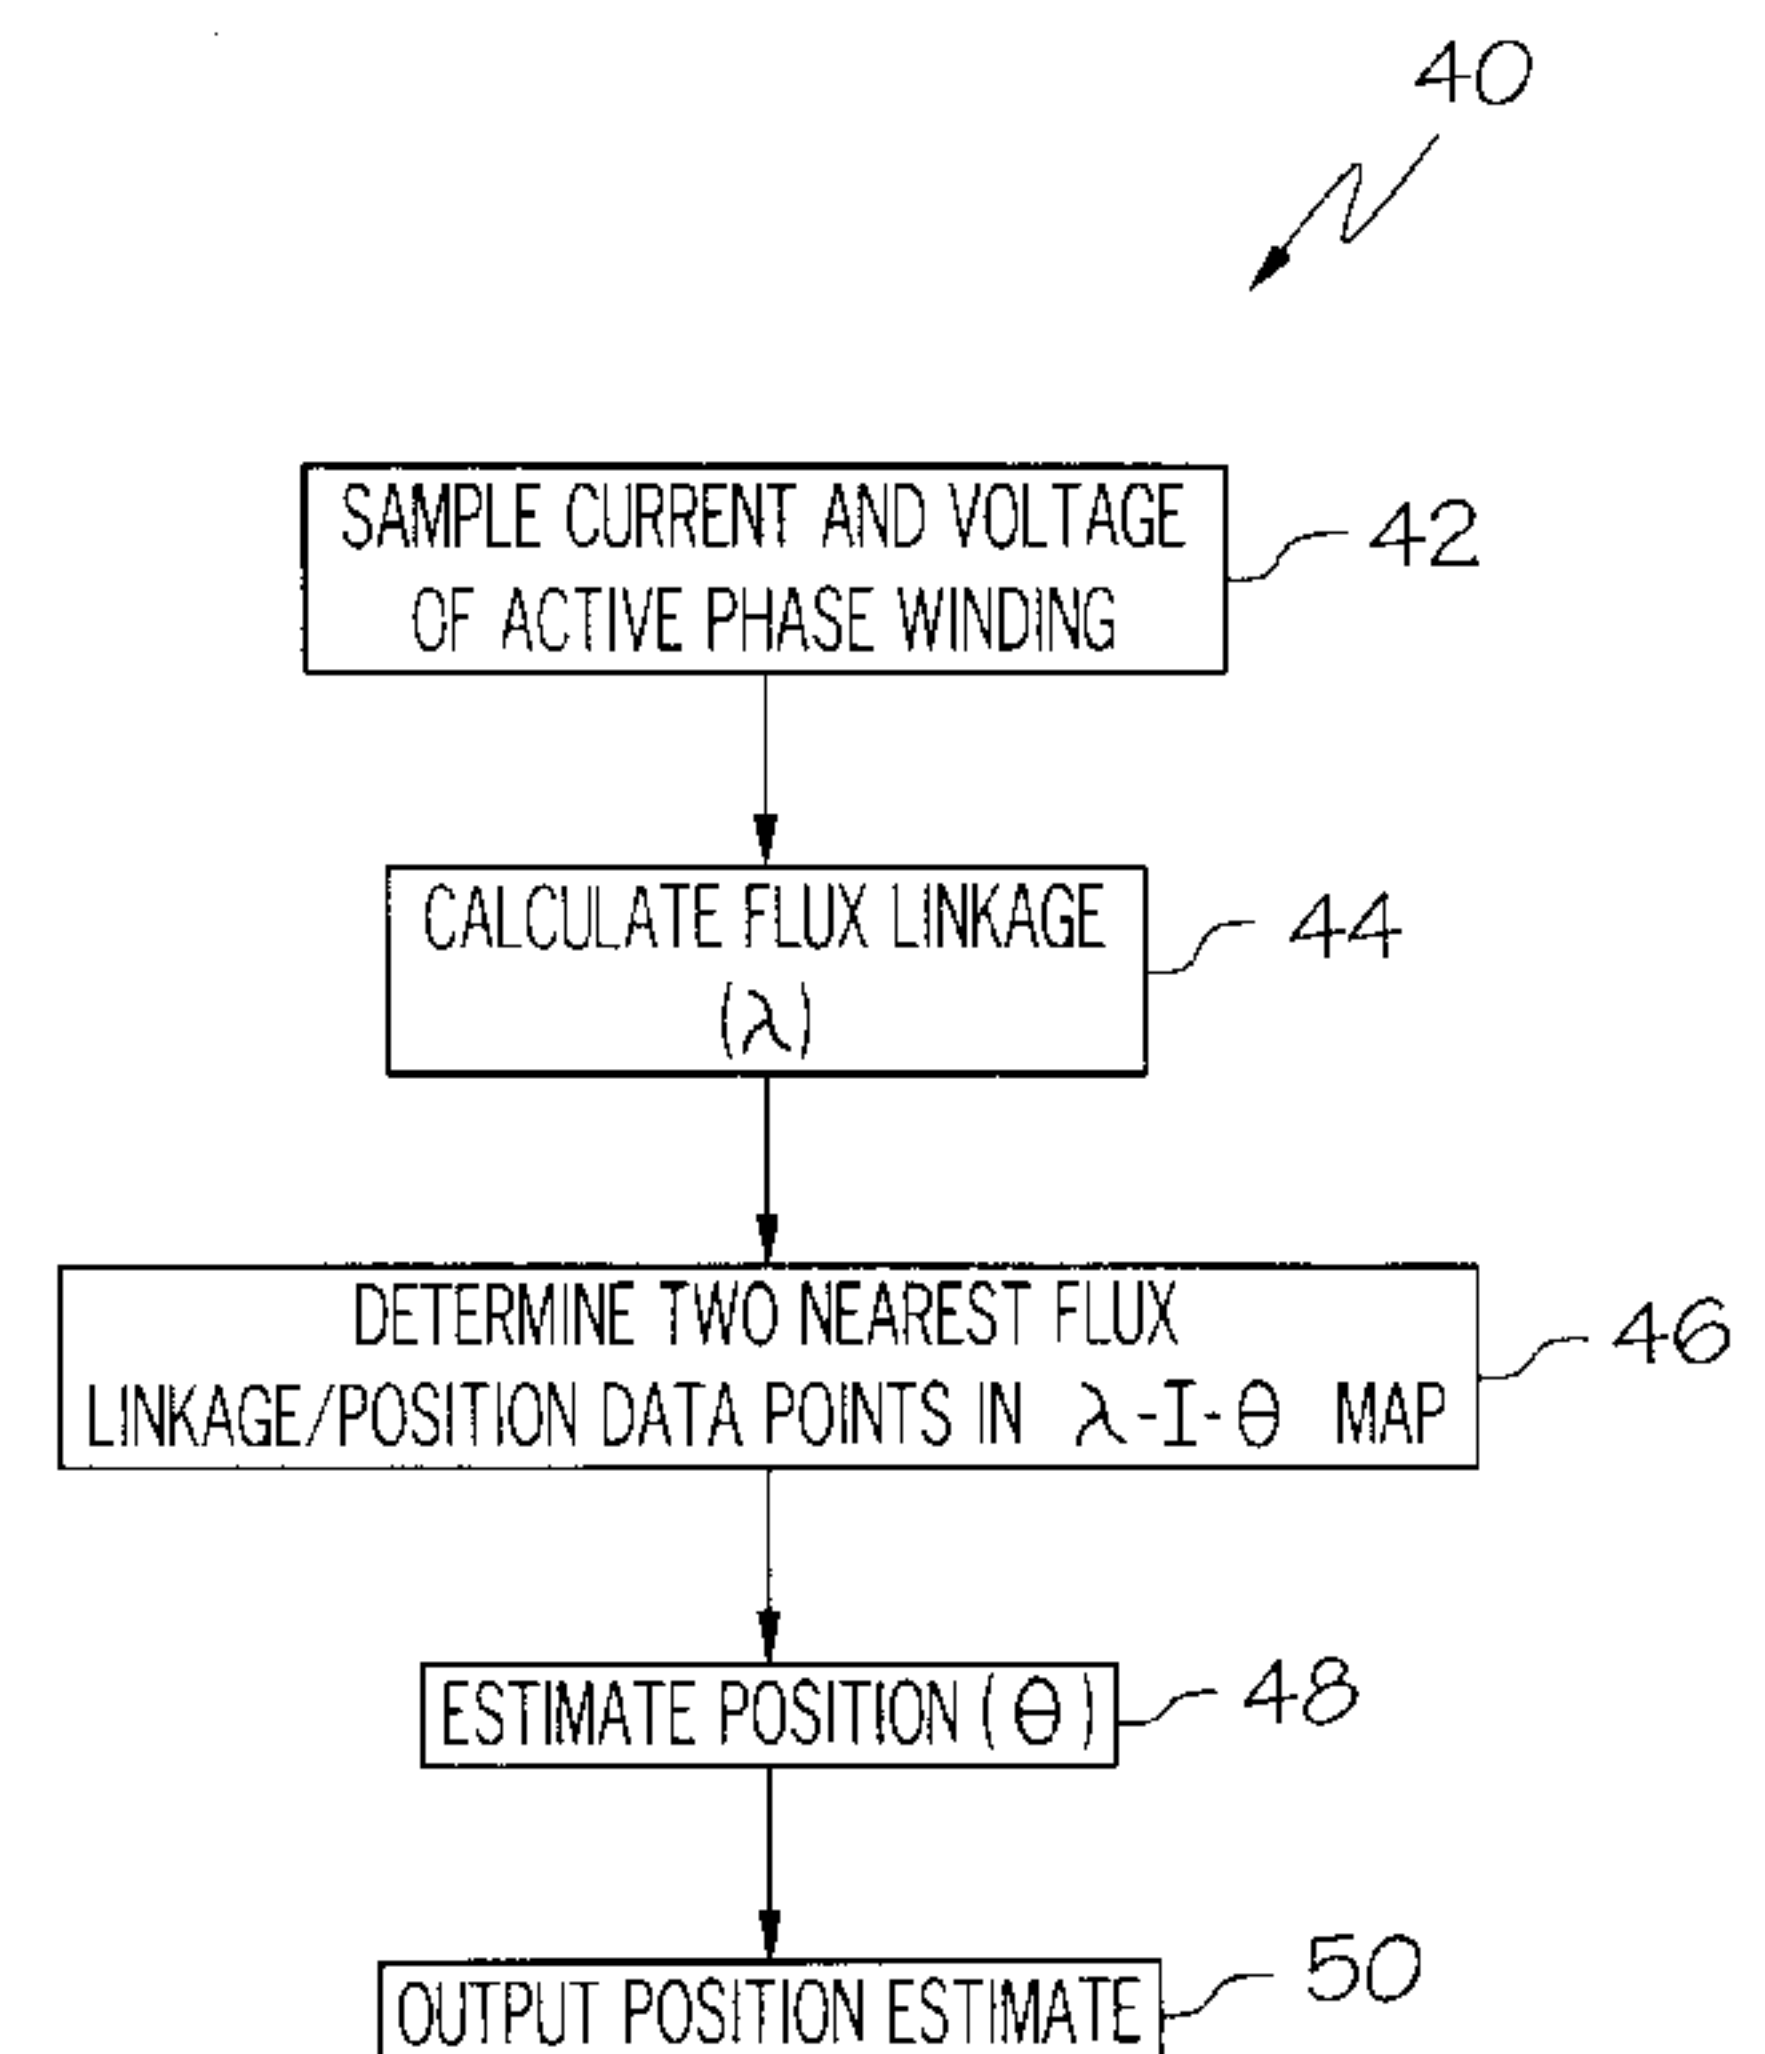 40
SAMPLE CURRENT AND VOLTAGE
OF ACTIVE PHASE WINDING
42
CALCULATE FLUX LINKAGE
(λ)
44
DETERMINE TWO NEAREST FLUX
LINKAGE/POSITION DATA POINTS IN λ-I-θ MAP
46
ESTIMATE POSITION (θ)
48
OUTPUT POSITION ESTIMATE
50